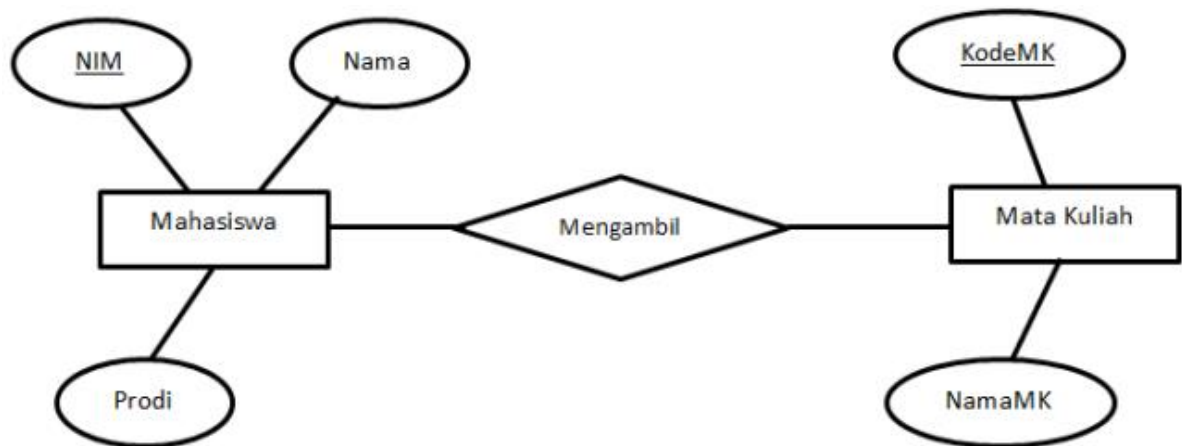 NIM
Nama
KodeMK
Mahasiswa
Mengambil
Mata Kuliah
Prodi
NamaMK